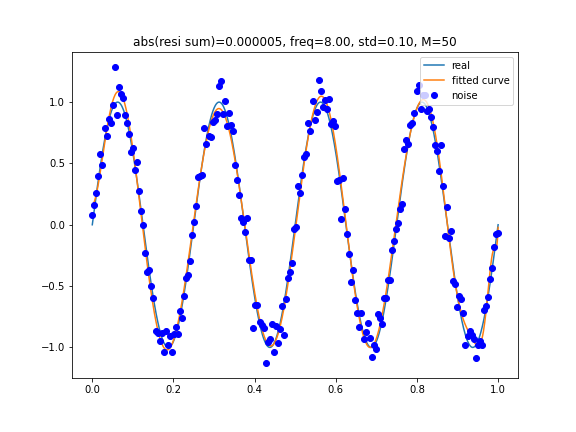 abs(resi sum)=0.000005, freq=8.00, std=0.10, M=50
real
fitted curve
noise
1.0
0.5
0.0
−0.5
−1.0
0.0 0.2 0.4 0.6 0.8 1.0